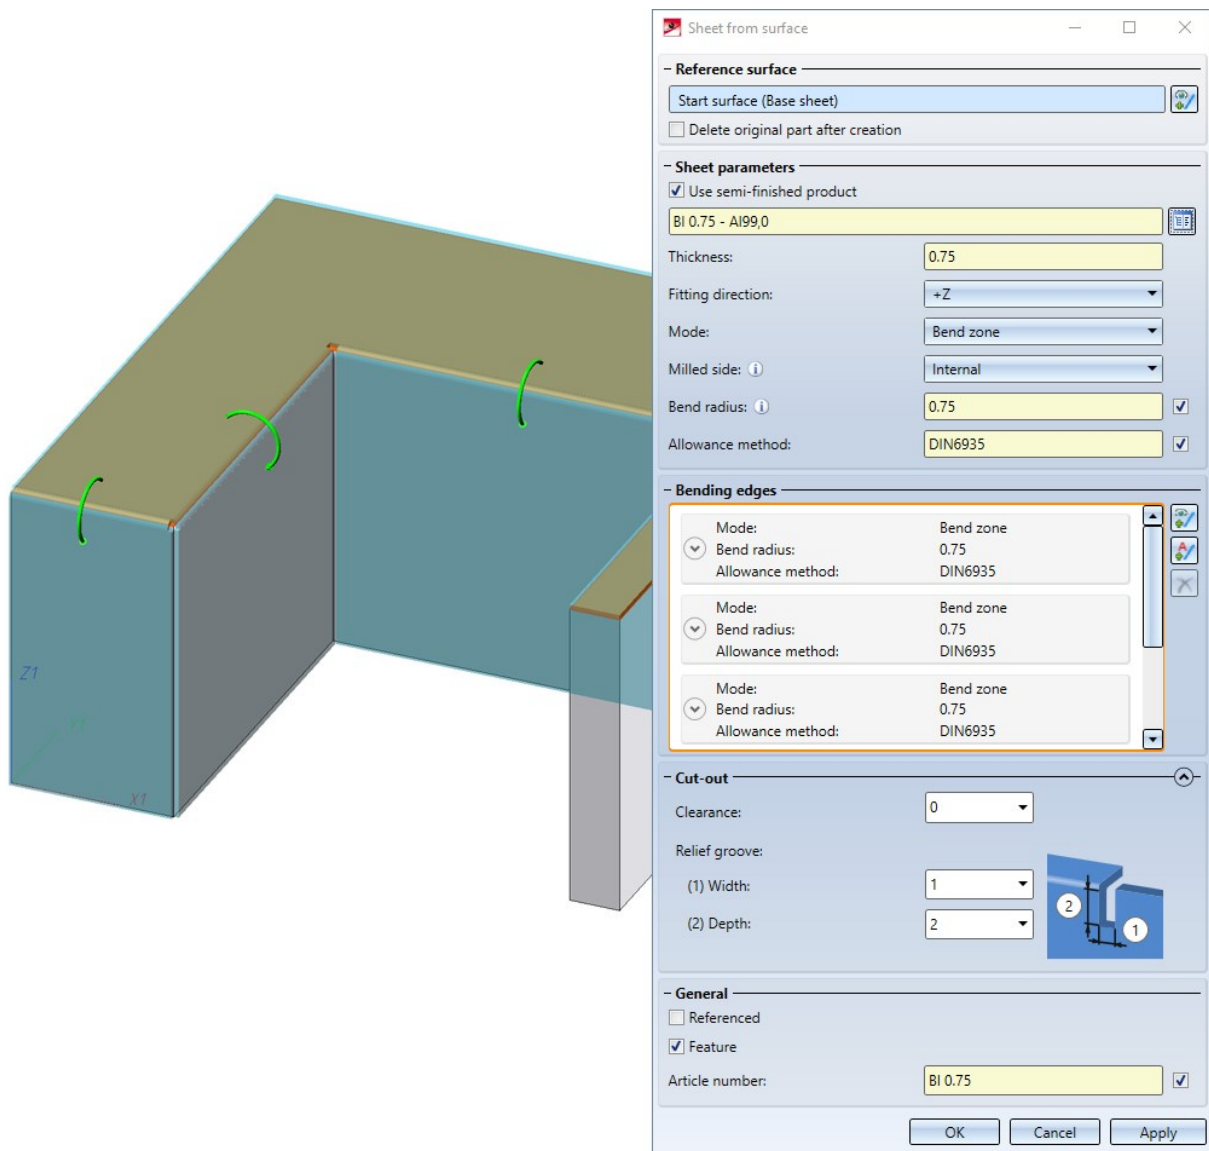 Sheet from surface
Reference surface
Start surface (Base sheet)
Delete original part after creation
Sheet parameters
Use semi-finished product
Bl 0.75 - Al99,0
Thickness: 0.75
Fitting direction: +Z
Mode: Bend zone
Milled side: i Internal
Bend radius: i 0.75
Allowance method: DIN6935
Bending edges
Mode: Bend zone
Bend radius: 0.75
Allowance method: DIN6935
Mode: Bend zone
Bend radius: 0.75
Allowance method: DIN6935
Mode: Bend zone
Bend radius: 0.75
Allowance method: DIN6935
Cut-out
Clearance: 0
Relief groove:
(1) Width: 1
(2) Depth: 2
2
1
General
Referenced
Feature
Article number: Bl 0.75
OK Cancel Apply
Z1
Y1
X1